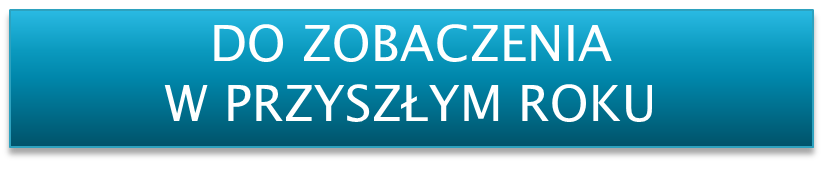 DO ZOBACZENIA
W PRZYSZŁYM ROKU